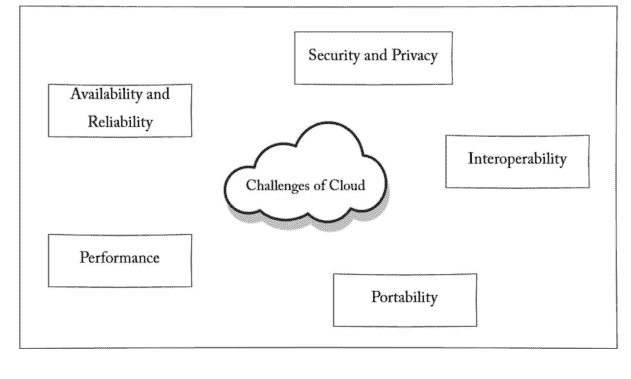 Security and Privacy
Availability and
Reliability
Interoperability
Challenges of Cloud
Performance
Portability